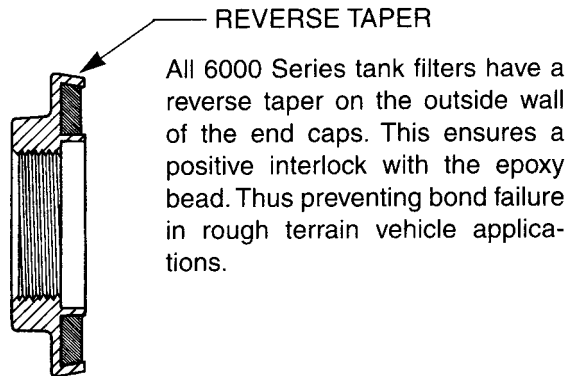 REVERSE TAPER
All 6000 Series tank filters have a
reverse taper on the outside wall
of the end caps. This ensures a
positive interlock with the epoxy
bead. Thus preventing bond failure
in rough terrain vehicle applica-
tions.